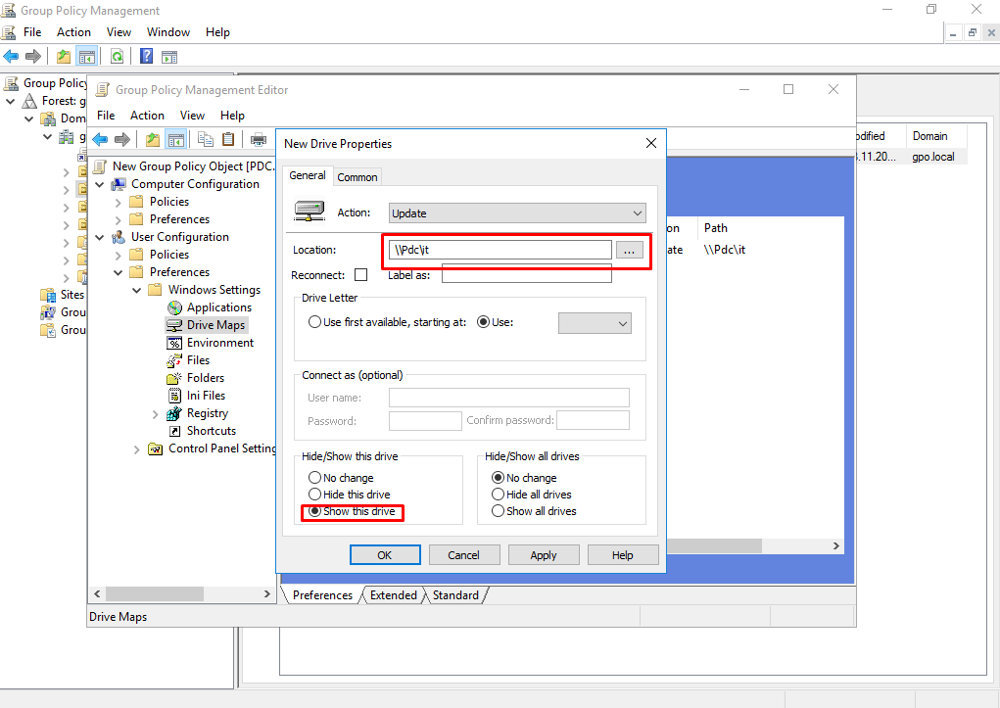 Group Policy Management
File Action View Window Help
Group Policy
Forest: g
Dom
g
Sites
Grou
Grou
odified Domain
3.11.20... gpo.local
Group Policy Management Editor
File Action View Help
New Group Policy Object [PDC.
Computer Configuration
Policies
Preferences
User Configuration
Policies
Preferences
Windows Settings
Applications
Drive Maps
Environment
Files
Folders
Ini Files
Registry
Shortcuts
Control Panel Setting
on Path
ate \\Pdc\it
Preferences Extended Standard
Drive Maps
New Drive Properties
General Common
Action: Update
Location: \\Pdc\it ...
Reconnect: Label as:
Drive Letter
Use first available, starting at: Use:
Connect as (optional)
User name:
Password: Confirm password:
Hide/Show this drive
No change
Hide this drive
Show this drive
Hide/Show all drives
No change
Hide all drives
Show all drives
OK Cancel Apply Help